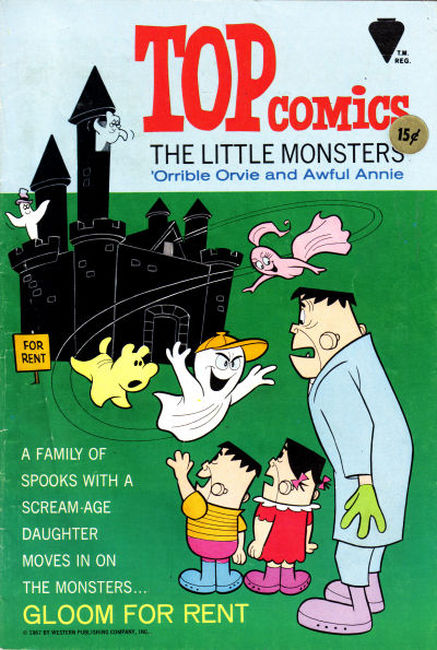 T.M.
REG.
TOP COMICS
15¢
THE LITTLE MONSTERS
'Orrible Orvie and Awful Annie
FOR
RENT
A FAMILY OF
SPOOKS WITH A
SCREAM-AGE
DAUGHTER
MOVES IN ON
THE MONSTERS...
GLOOM FOR RENT
© 1967 BY WESTERN PUBLISHING COMPANY, INC.